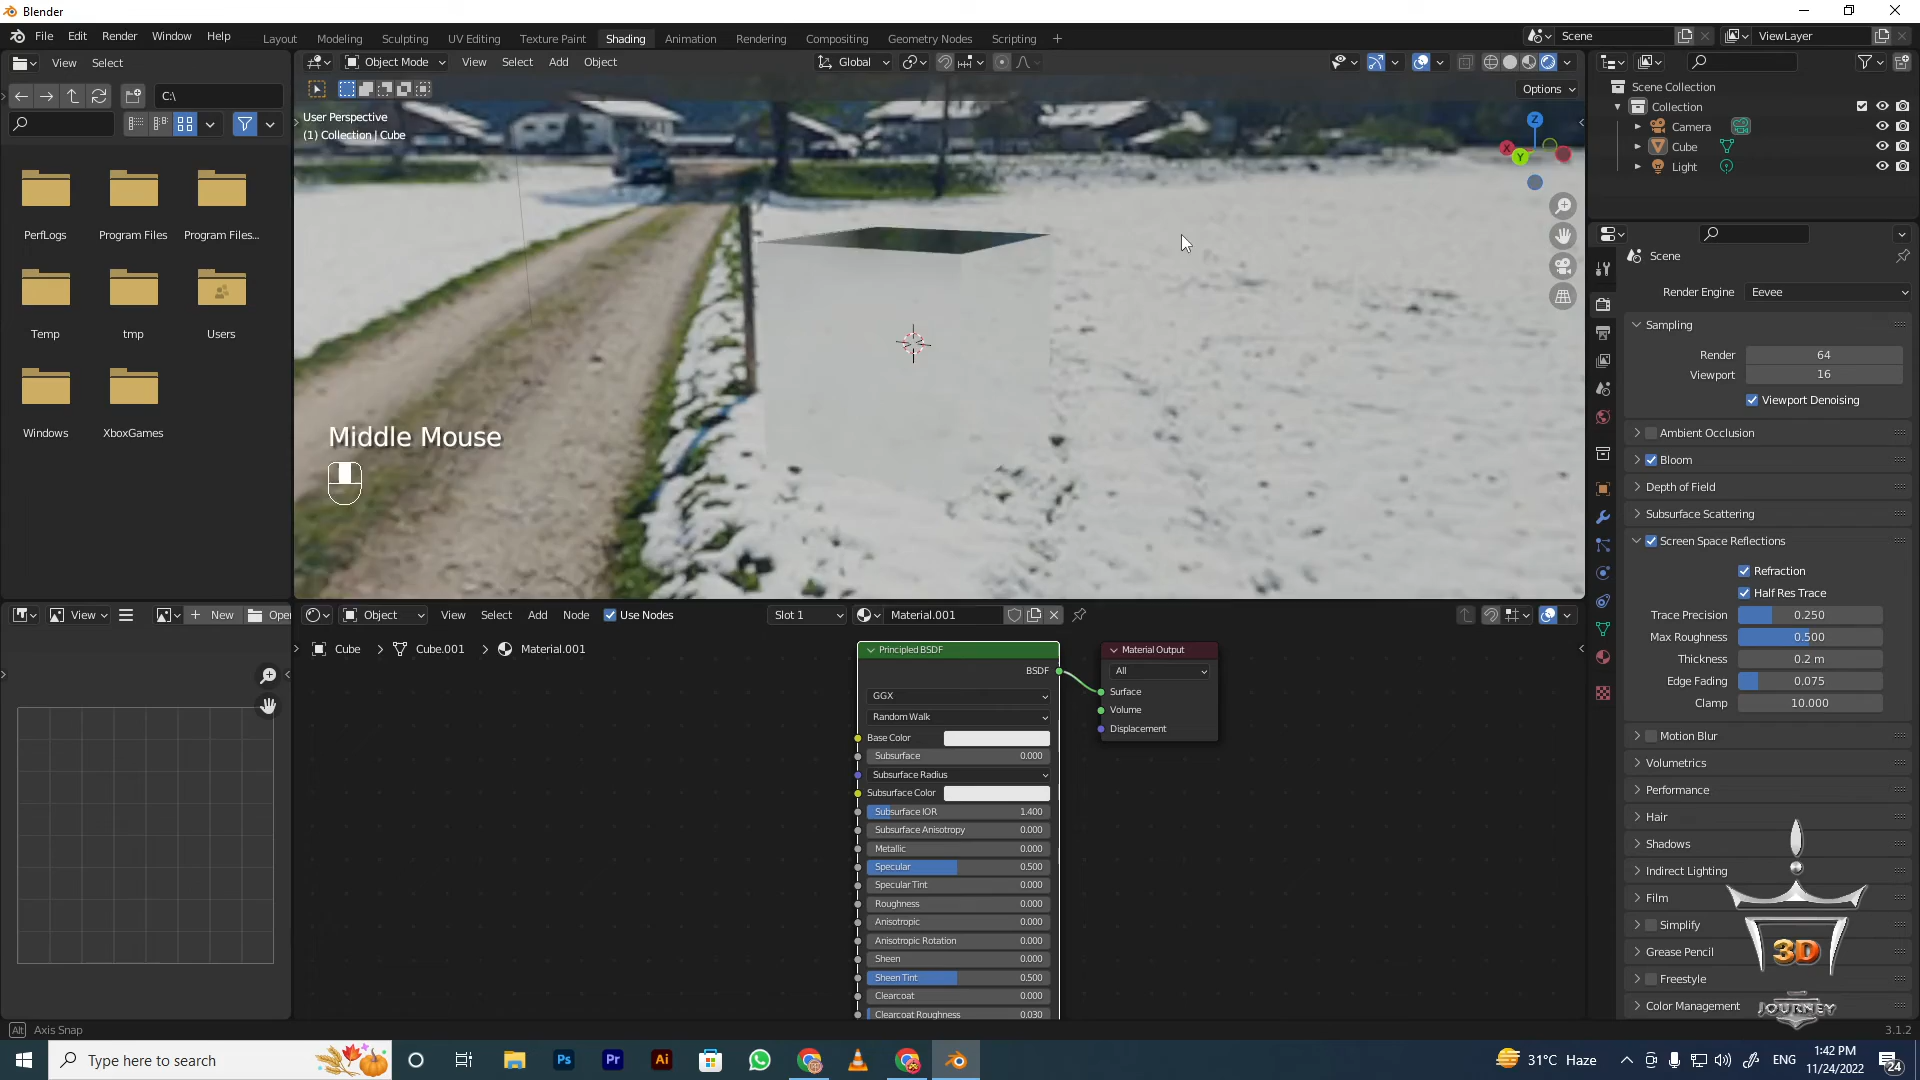 Blender
File Edit Render Window Help
Layout Modeling Sculpting UV Editing Texture Paint Shading Animation Rendering Compositing Geometry Nodes Scripting +
Scene
ViewLayer
View Select
Object Mode View Select Add Object
Global
C:\
Options
User Perspective
(1) Collection | Cube
Z
X
Y
PerfLogs Program Files Program Files...
Temp tmp Users
Windows XboxGames
Middle Mouse
Scene Collection
Collection
Camera
Cube
Light
Scene
Render Engine Eevee
Sampling
Render 64
Viewport 16
Viewport Denoising
Ambient Occlusion
Bloom
Depth of Field
Subsurface Scattering
Screen Space Reflections
Refraction
Half Res Trace
Trace Precision 0.250
Max Roughness 0.500
Thickness 0.2 m
Edge Fading 0.075
Clamp 10.000
Motion Blur
Volumetrics
Performance
Hair
Shadows
Indirect Lighting
Film
Simplify
Grease Pencil
Freestyle
Color Management
3D
JOURNEY
View
New
Open
Object View Select Add Node Use Nodes
Slot 1
Material.001
Cube Cube.001 Material.001
Principled BSDF
BSDF
GGX
Random Walk
Base Color
Subsurface 0.000
Subsurface Radius
Subsurface Color
Subsurface IOR 1.400
Subsurface Anisotropy 0.000
Metallic 0.000
Specular 0.500
Specular Tint 0.000
Roughness 0.000
Anisotropic 0.000
Anisotropic Rotation 0.000
Sheen 0.000
Sheen Tint 0.500
Clearcoat 0.000
Clearcoat Roughness 0.030
Material Output
All
Surface
Volume
Displacement
Alt Axis Snap
3.1.2
Type here to search
Ps
Pr
Ai
31°C Haze
ENG
1:42 PM
11/24/2022
24